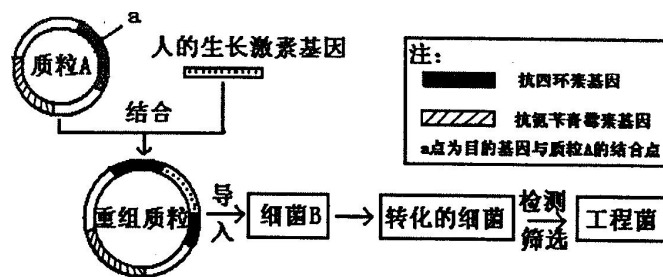 a
人的生长激素基因
质粒A
结合
注：
抗四环素基因
抗氨苄青霉素基因
a点为目的基因与质粒A的结合点
重组质粒
导入
细菌B
转化的细菌
检测
筛选
工程菌